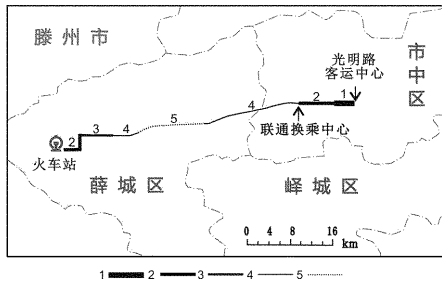 滕州市
市中区
光明路
客运中心
1
2
4
联通换乘中心
5
4
3
2
火车站
薛城区
峄城区
0 4 8 16
km
1 2 3 4 5